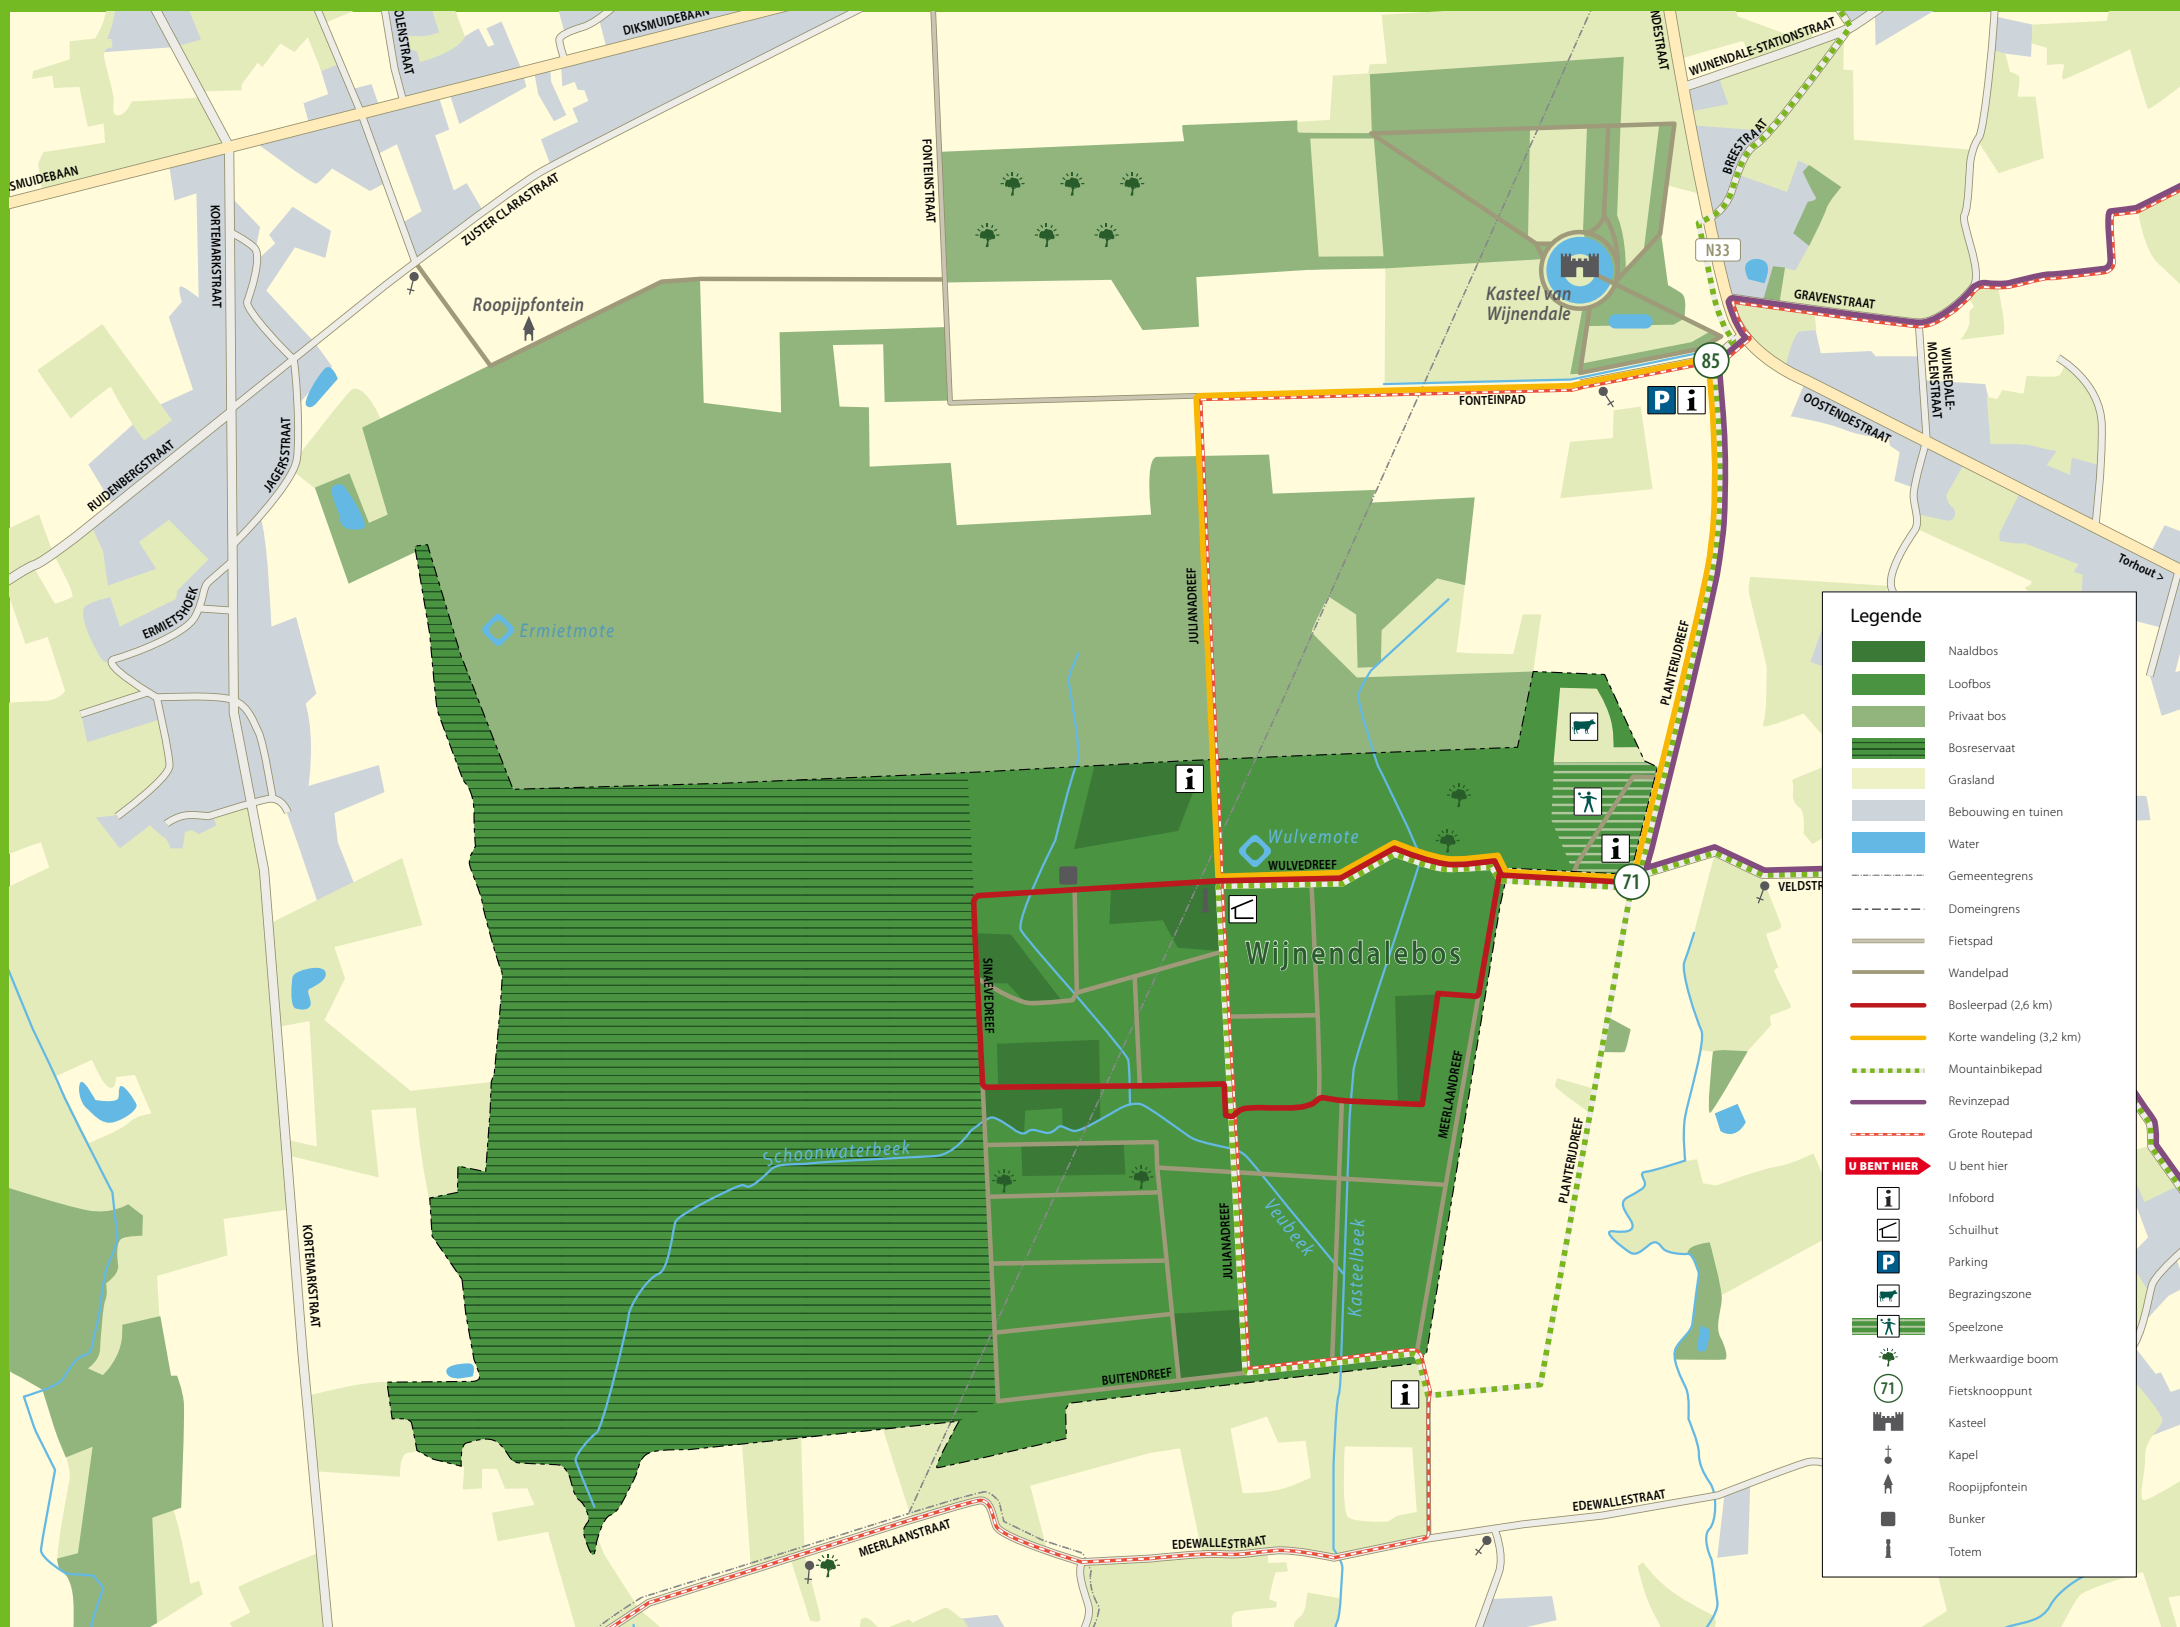 DIKSMUIDEBAAN
WIJNENDALE-STATIONSTRAAT
BREESTRAAT
SMUIDEBAAN
KORTEMARKSTRAAT
ZUSTER CLARASTRAAT
FONTEINSTRAAT
N33
Roopijpfontein
Kasteel van
Wijnendale
GRAVENSTRAAT
85
WIJNEDALE-
MOLENSTRAAT
P
i
FONTEINPAD
OOSTENDESTRAAT
RUIDENBERGSTRAAT
JAGERSSTRAAT
Torhout >
ERMIETSHOEK
Ermietmote
JULIANADREEF
PLANTERIJDREEF
i
Wulvemote
WULVEDREEF
i
71
VELDSTR
Wijnendalebos
SINAEVEDREEF
MEERLAANDREEF
Schoonwaterbeek
PLANTERIJDREEF
JULIANADREEF
Veubeek
Kasteelbeek
KORTEMARKSTRAAT
BUITENDREEF
i
MEERLAANSTRAAT
EDEWALLESTRAAT
EDEWALLESTRAAT
Legende
Naaldbos
Loofbos
Privaat bos
Bosreservaat
Grasland
Bebouwing en tuinen
Water
Gemeentegrens
Domeingrens
Fietspad
Wandelpad
Bosleerpad (2,6 km)
Korte wandeling (3,2 km)
Mountainbikepad
Revinzepad
Grote Routepad
U BENT HIER U bent hier
i Infobord
Schuilhut
P Parking
Begrazingszone
Speelzone
Merkwaardige boom
71 Fietsknooppunt
Kasteel
Kapel
Roopijpfontein
Bunker
Totem